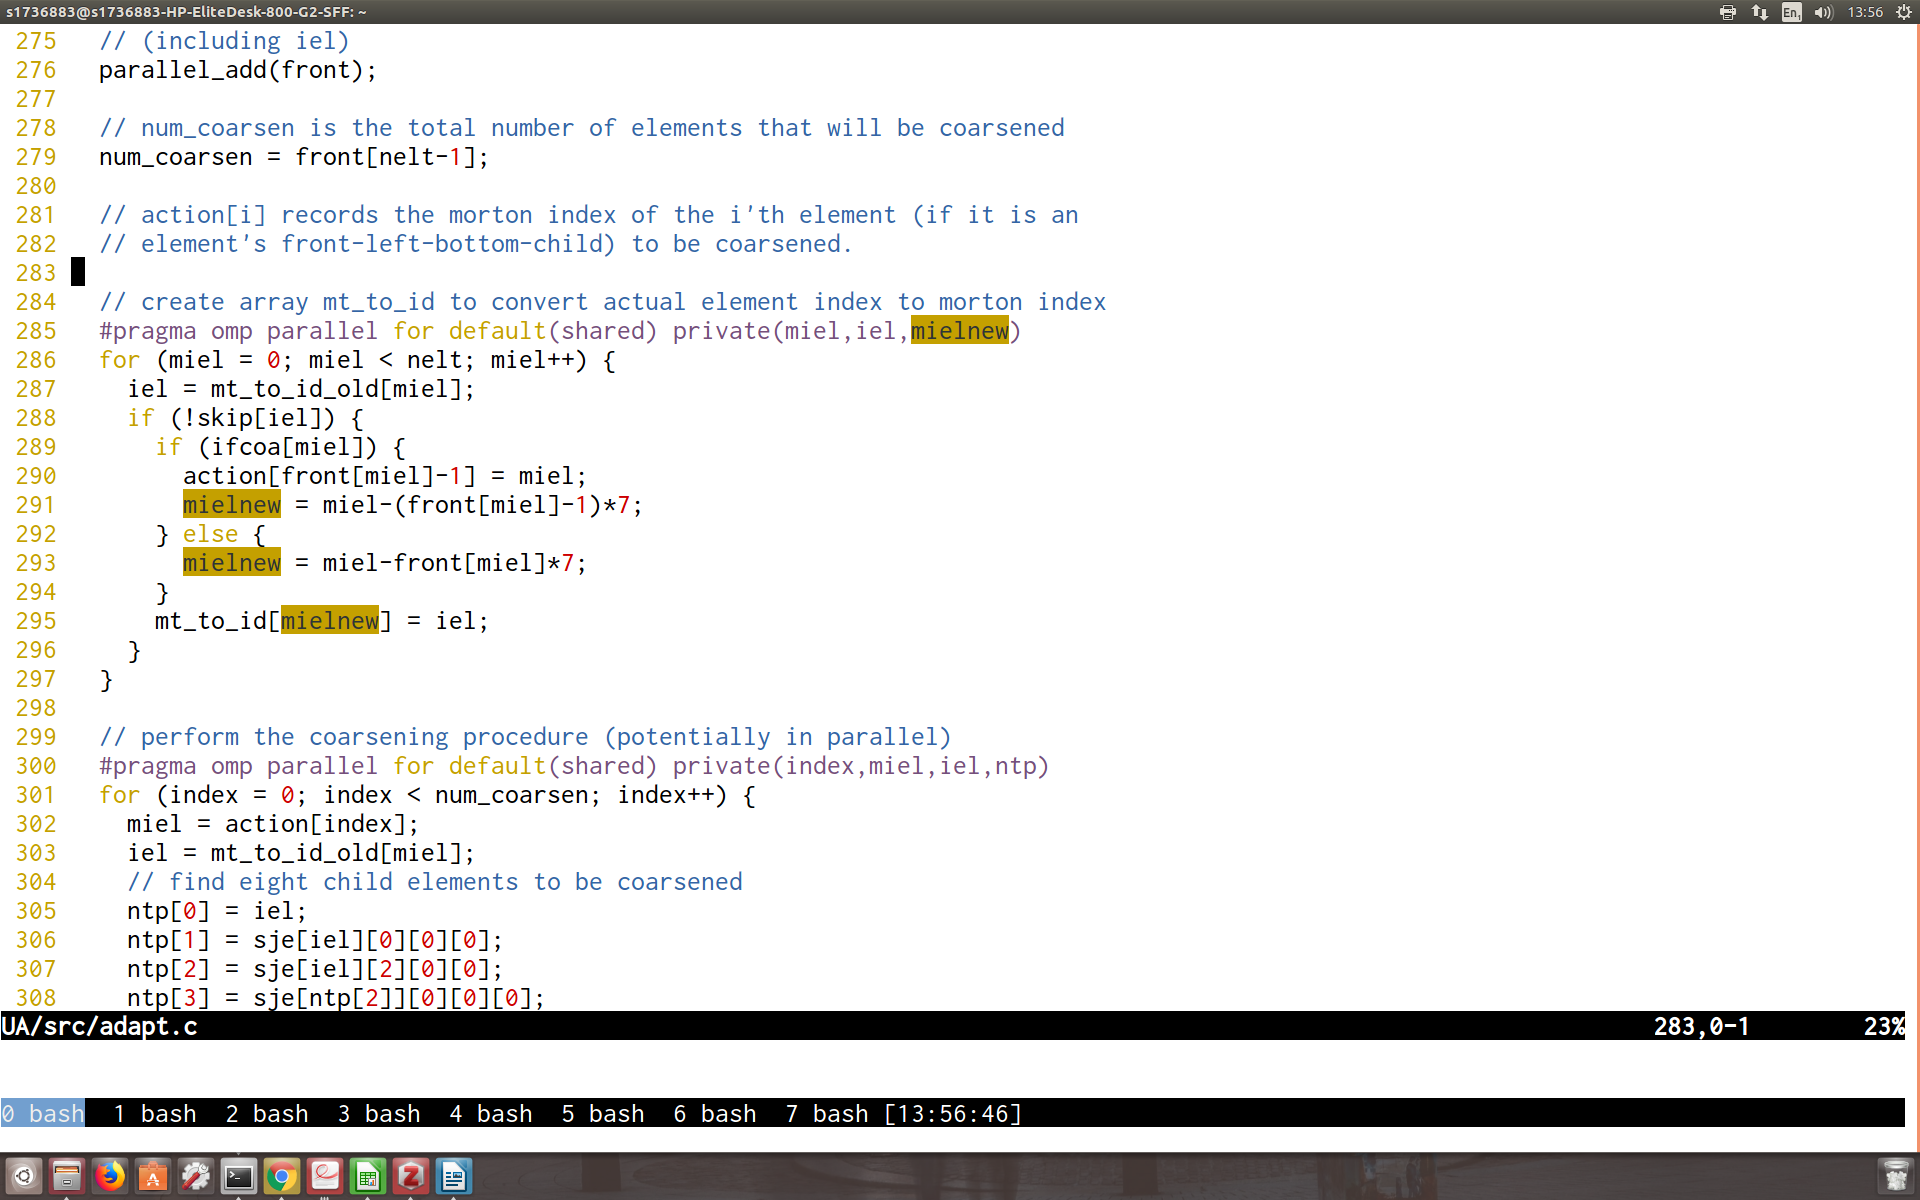 s1736883@s1736883-HP-EliteDesk-800-G2-SFF: ~ En1 13:56
275 // (including iel)
276 parallel_add(front);
277
278 // num_coarsen is the total number of elements that will be coarsened
279 num_coarsen = front[nelt-1];
280
281 // action[i] records the morton index of the i'th element (if it is an
282 // element's front-left-bottom-child) to be coarsened.
283
284 // create array mt_to_id to convert actual element index to morton index
285 #pragma omp parallel for default(shared) private(miel,iel,mielnew)
286 for (miel = 0; miel < nelt; miel++) {
287 iel = mt_to_id_old[miel];
288 if (!skip[iel]) {
289 if (ifcoa[miel]) {
290 action[front[miel]-1] = miel;
291 mielnew = miel-(front[miel]-1)*7;
292 } else {
293 mielnew = miel-front[miel]*7;
294 }
295 mt_to_id[mielnew] = iel;
296 }
297 }
298
299 // perform the coarsening procedure (potentially in parallel)
300 #pragma omp parallel for default(shared) private(index,miel,iel,ntp)
301 for (index = 0; index < num_coarsen; index++) {
302 miel = action[index];
303 iel = mt_to_id_old[miel];
304 // find eight child elements to be coarsened
305 ntp[0] = iel;
306 ntp[1] = sje[iel][0][0][0];
307 ntp[2] = sje[iel][2][0][0];
308 ntp[3] = sje[ntp[2]][0][0][0];
UA/src/adapt.c 283,0-1 23%
0 bash 1 bash 2 bash 3 bash 4 bash 5 bash 6 bash 7 bash [13:56:46]